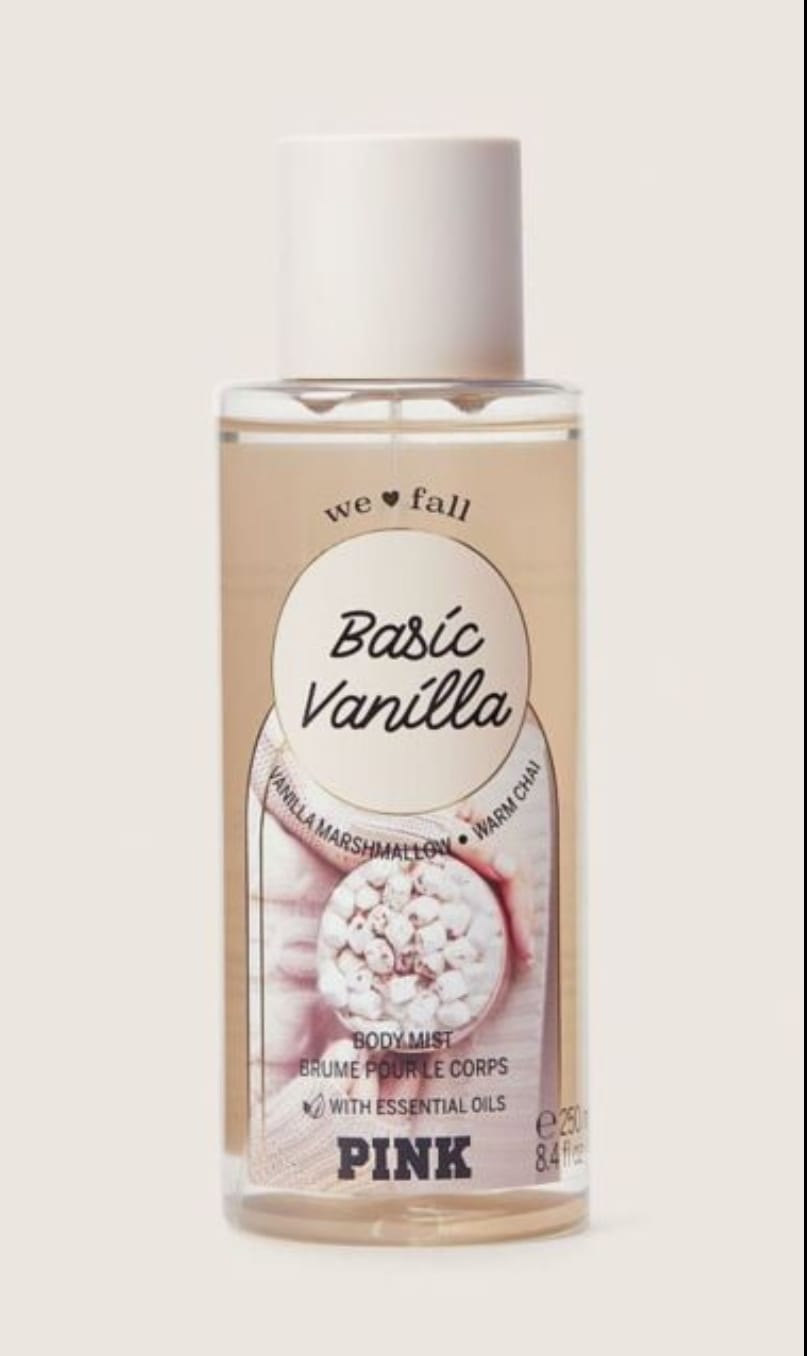 we ♥ fall
Basic
Vanilla
VANILLA MARSHMALLOW • WARM CHAI
BODY MIST
BRUME POUR LE CORPS
WITH ESSENTIAL OILS
PINK
℮ 250
8.4 fl oz